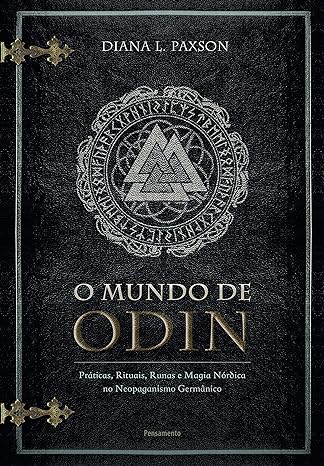 DIANA L. PAXSON
O MUNDO DE
ODIN
Práticas, Rituais, Runas e Magia Nórdica
no Neopaganismo Germânico
Pensamento